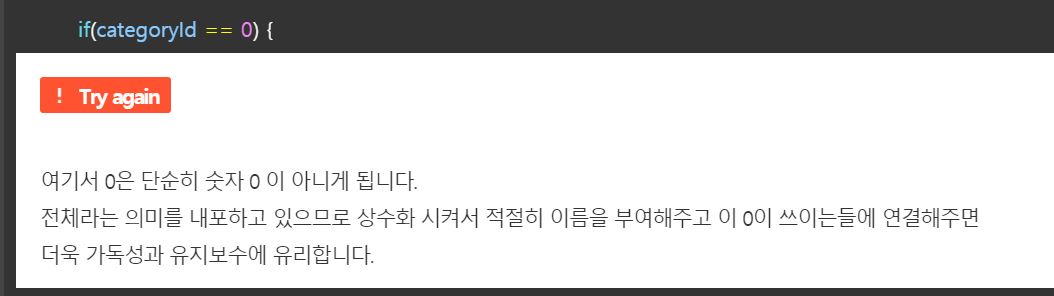 if(categoryId == 0) {
! Try again
여기서 0은 단순히 숫자 0 이 아니게 됩니다.
전체라는 의미를 내포하고 있으므로 상수화 시켜서 적절히 이름을 부여해주고 이 0이 쓰이는들에 연결해주면
더욱 가독성과 유지보수에 유리합니다.